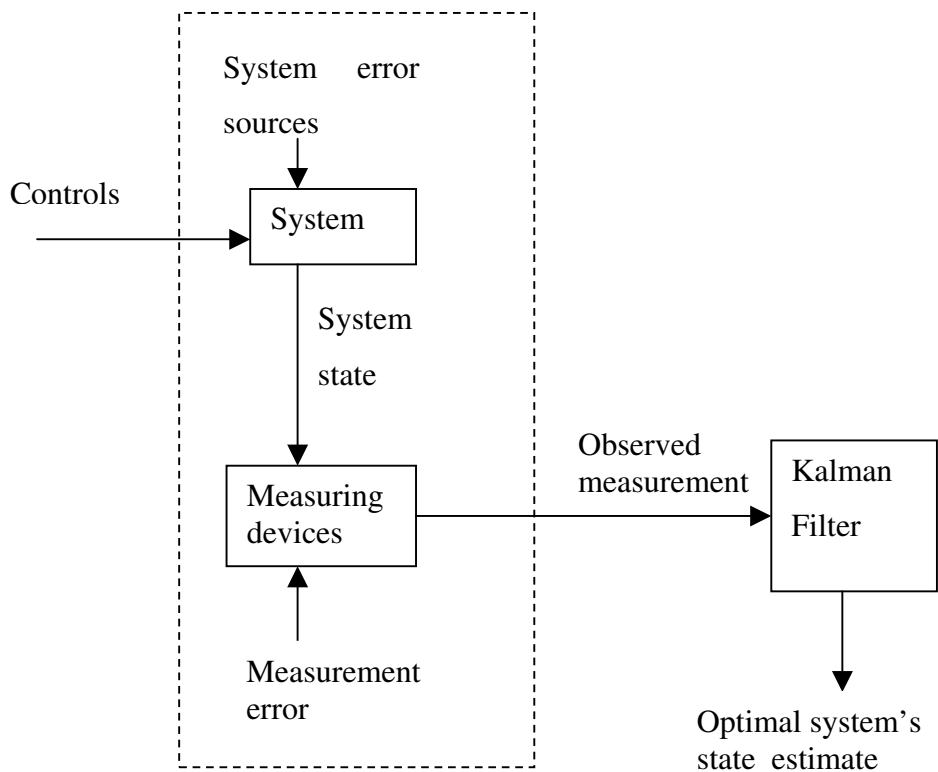 System error
sources
Controls
System
System
state
Observed
measurement
Kalman
Filter
Measuring
devices
Measurement
error
Optimal system's
state estimate